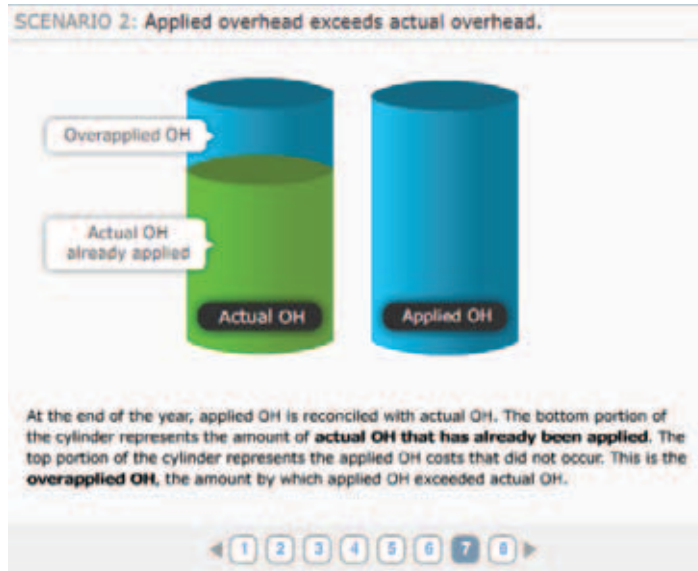 SCENARIO 2: Applied overhead exceeds actual overhead.
Overapplied OH
Actual OH
already applied
Actual OH
Applied OH
At the end of the year, applied OH is reconciled with actual OH. The bottom portion of
the cylinder represents the amount of actual OH that has already been applied. The
top portion of the cylinder represents the applied OH costs that did not occur. This is the
overapplied OH, the amount by which applied OH exceeded actual OH.
1 2 3 4 5 6 7 8